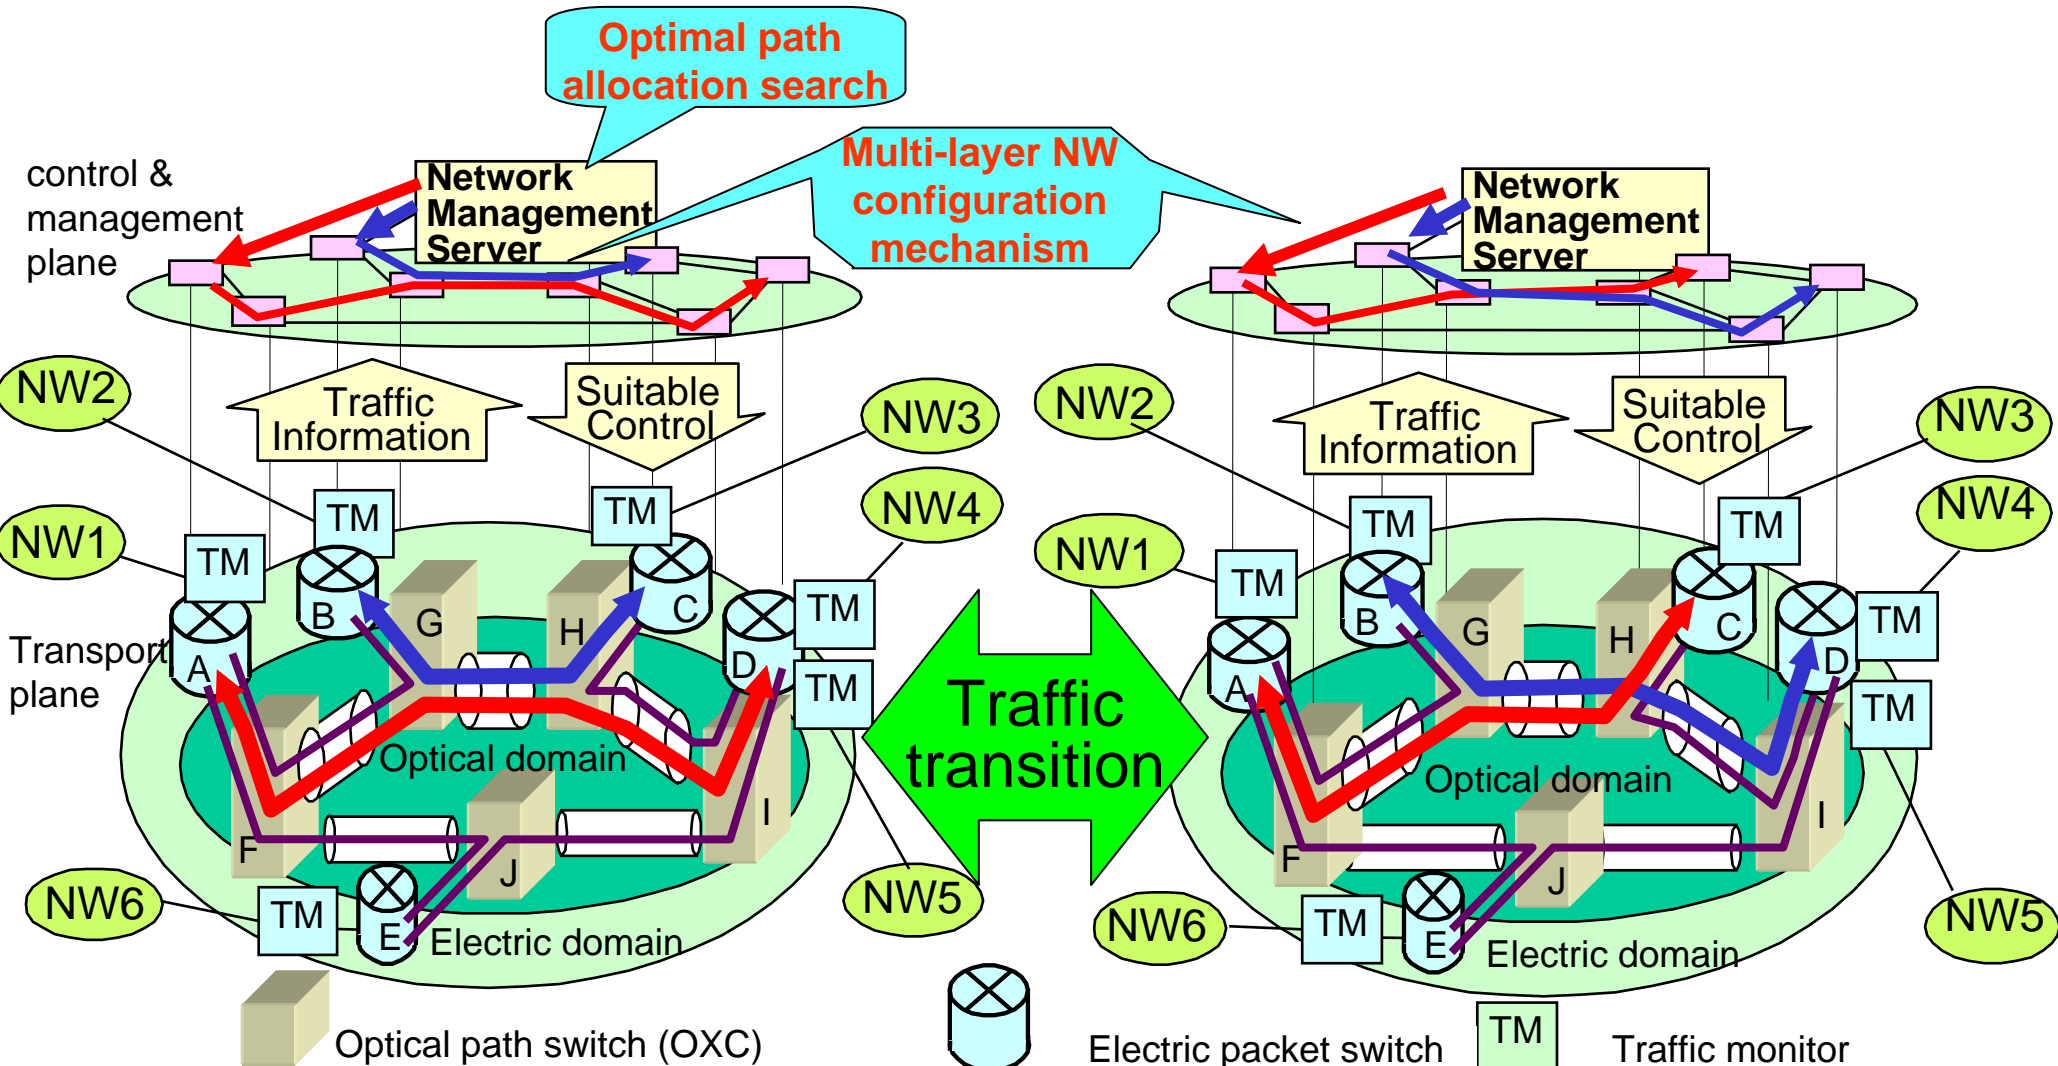 Optimal path
allocation search
control &
management
plane
Network
Management
Server
Multi-layer NW
configuration
mechanism
Network
Management
Server
NW2
Traffic
Information
Suitable
Control
NW3
NW4
NW1
TM
TM
TM
TM
TM
A
B
G
H
C
D
Transport
plane
Optical domain
F
J
I
NW6
TM
E
Electric domain
NW5
Traffic
transition
NW2
Traffic
Information
Suitable
Control
NW3
NW4
NW1
TM
TM
TM
TM
TM
A
B
G
H
C
D
Optical domain
F
J
I
NW6
TM
E
Electric domain
NW5
Optical path switch (OXC)
Electric packet switch
TM
Traffic monitor